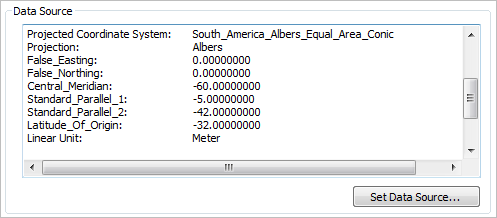 Data Source
Projected Coordinate System: South_America_Albers_Equal_Area_Conic
Projection: Albers
False_Easting: 0.00000000
False_Northing: 0.00000000
Central_Meridian: -60.00000000
Standard_Parallel_1: -5.00000000
Standard_Parallel_2: -42.00000000
Latitude_Of_Origin: -32.00000000
Linear Unit: Meter
Set Data Source...